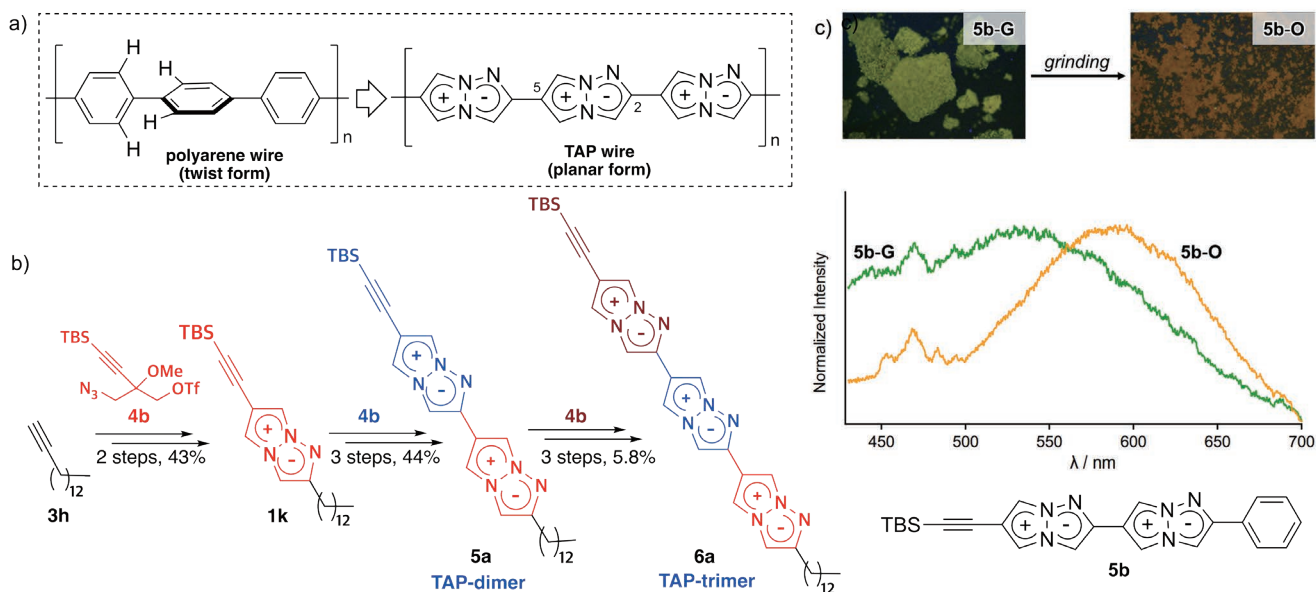 a)
H
H
H
H
n
polyarene wire
(twist form)
N
N
N
N
N
N
N
N
N
+
-
+
-
+
-
5
2
n
TAP wire
(planar form)
b)
TBS
N3
OMe
OTf
4b
2 steps, 43%
12
3h
TBS
+
-
N
N
N
12
1k
4b
3 steps, 44%
TBS
+
-
N
N
N
+
-
N
N
N
12
5a
TAP-dimer
4b
3 steps, 5.8%
TBS
+
-
N
N
N
+
-
N
N
N
+
-
N
N
N
12
6a
TAP-trimer
c)
5b-G
grinding
5b-O
Normalized Intensity
5b-G
5b-O
450 500 550 600 650 700
λ / nm
TBS
+
-
N
N
N
+
-
N
N
N
5b